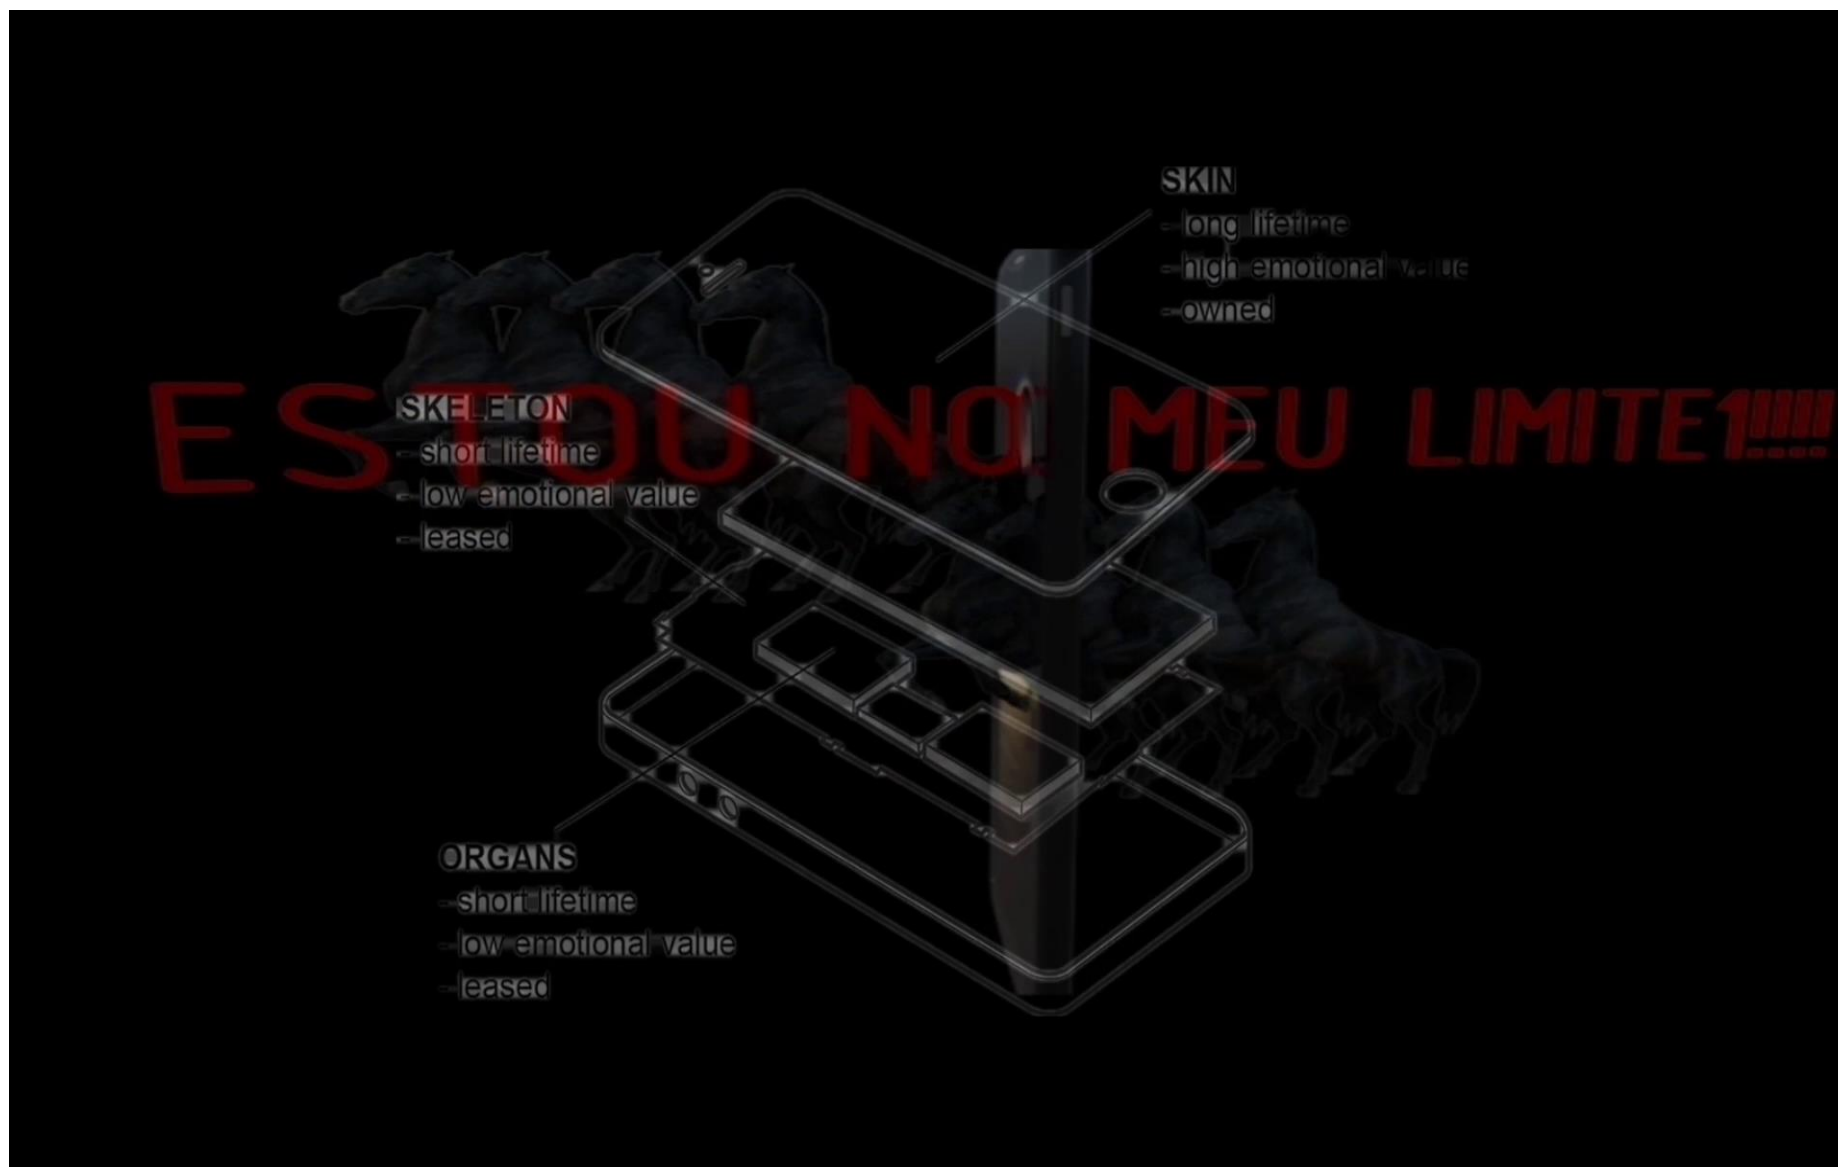 SKIN
- long lifetime
- high emotional value
- owned
ESTOU NO MEU LIMITE1!!!!!
SKELETON
- short lifetime
- low emotional value
- leased
ORGANS
- short lifetime
- low emotional value
- leased